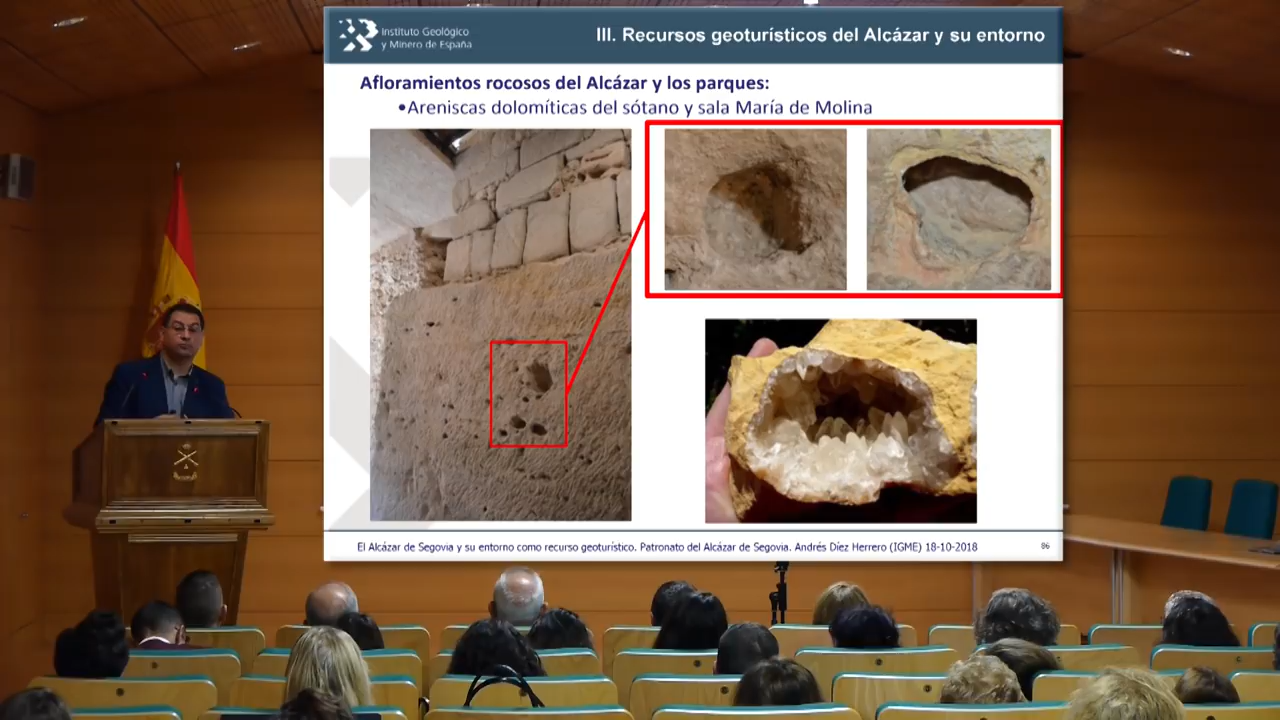 Instituto Geológico
y Minero de España
III. Recursos geoturísticos del Alcázar y su entorno
Afloramientos rocosos del Alcázar y los parques:
•Areniscas dolomíticas del sótano y sala María de Molina
El Alcázar de Segovia y su entorno como recurso geoturístico. Patronato del Alcázar de Segovia. Andrés Díez Herrero (IGME) 18-10-2018
86